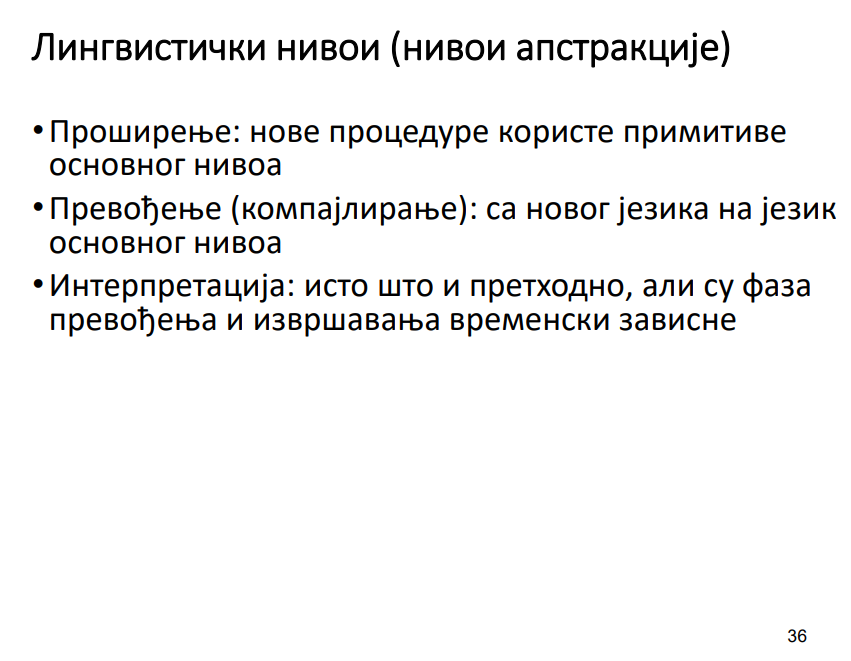 Лингвистички нивои (нивои апстракције)
•Проширење: нове процедуре користе примитиве
основног нивоа
•Превођење (компајлирање): са новог језика на језик
основног нивоа
•Интерпретација: исто што и претходно, али су фаза
превођења и извршавања временски зависне
36